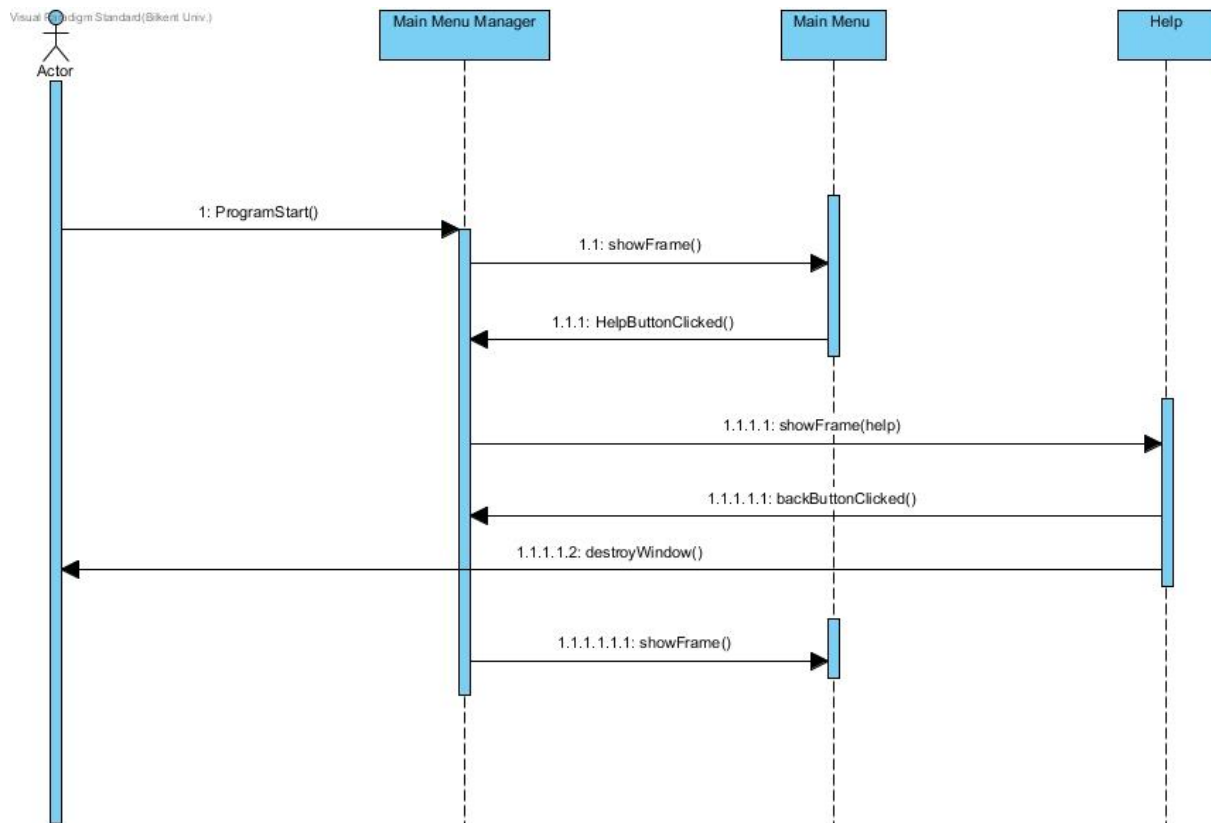 Visual Paradigm Standard(Bilkent Univ.)
Main Menu Manager
Main Menu
Help
Actor
1: ProgramStart()
1.1: showFrame()
1.1.1: HelpButtonClicked()
1.1.1.1: showFrame(help)
1.1.1.1.1: backButtonClicked()
1.1.1.1.2: destroyWindow()
1.1.1.1.1.1: showFrame()